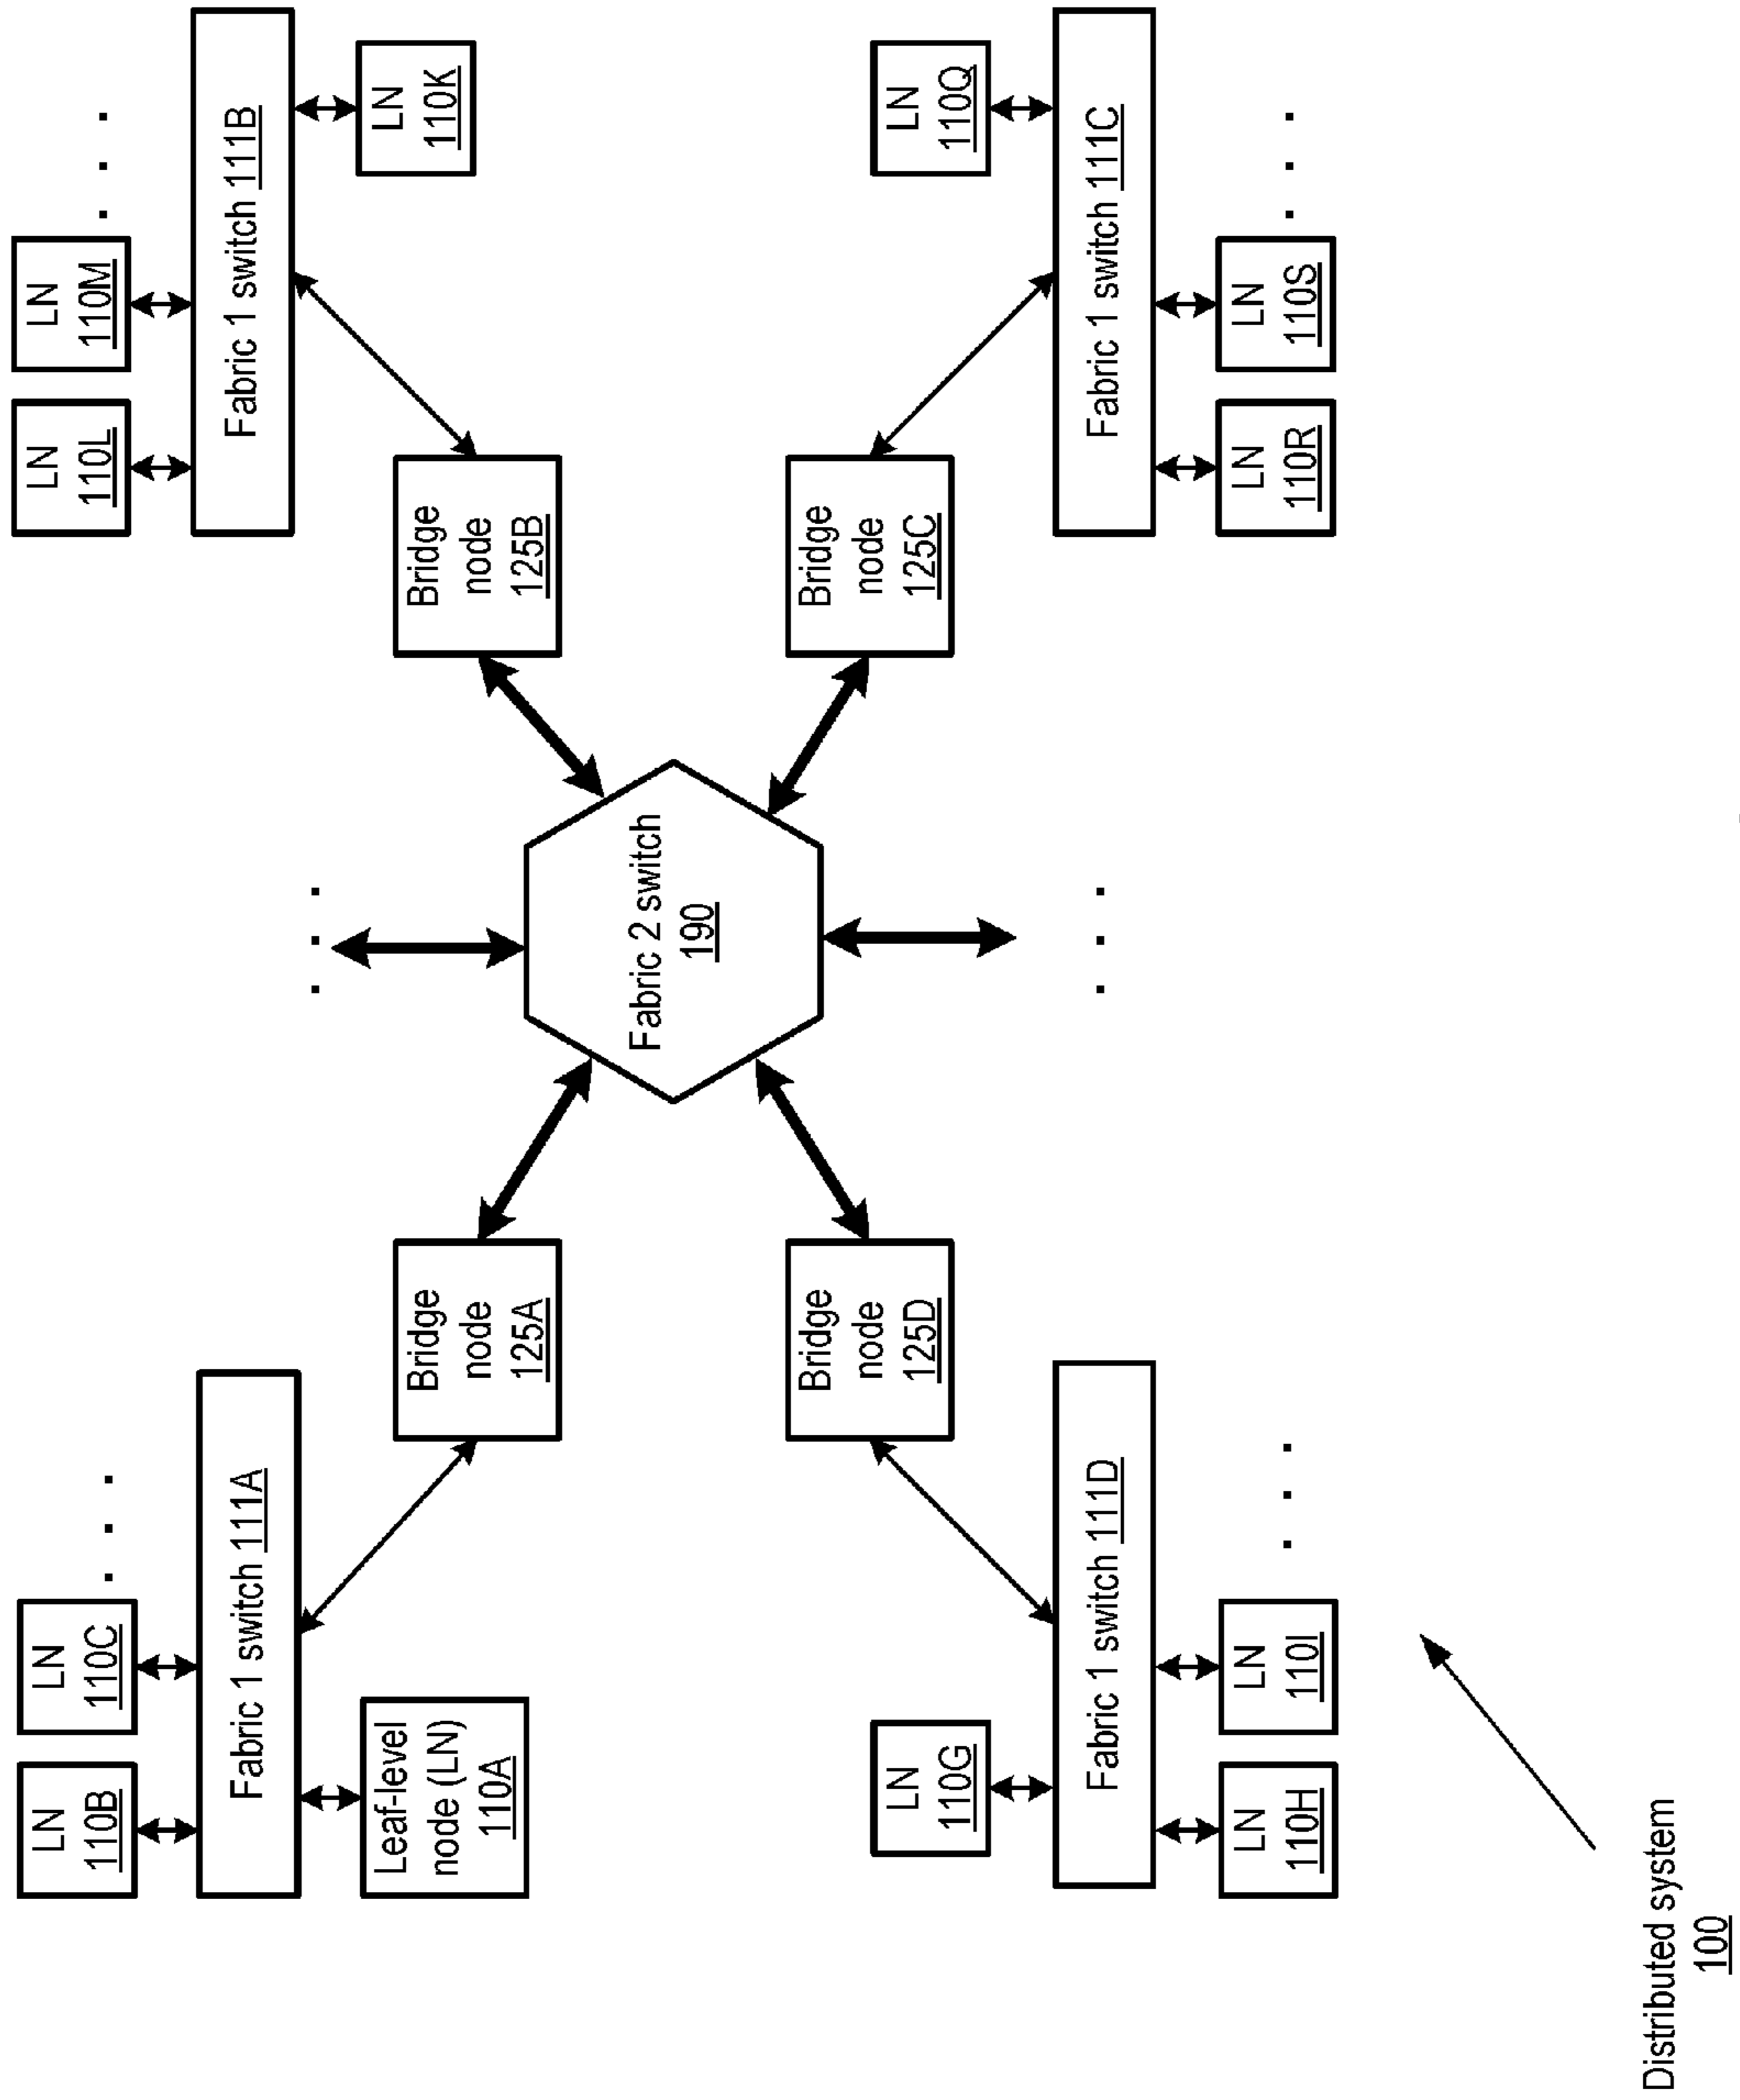 LN
110B
LN
110C
. . .
Fabric 1 switch 111A
Leaf-level
node (LN)
110A
Bridge
node
125A
LN
110L
LN
110M
. . .
Fabric 1 switch 111B
LN
110K
Bridge
node
125B
. . .
Fabric 2 switch
190
. . .
Bridge
node
125D
LN
110G
Fabric 1 switch 111D
LN
110H
LN
110I
. . .
Bridge
node
125C
LN
110Q
Fabric 1 switch 111C
LN
110R
LN
110S
. . .
Distributed system
100